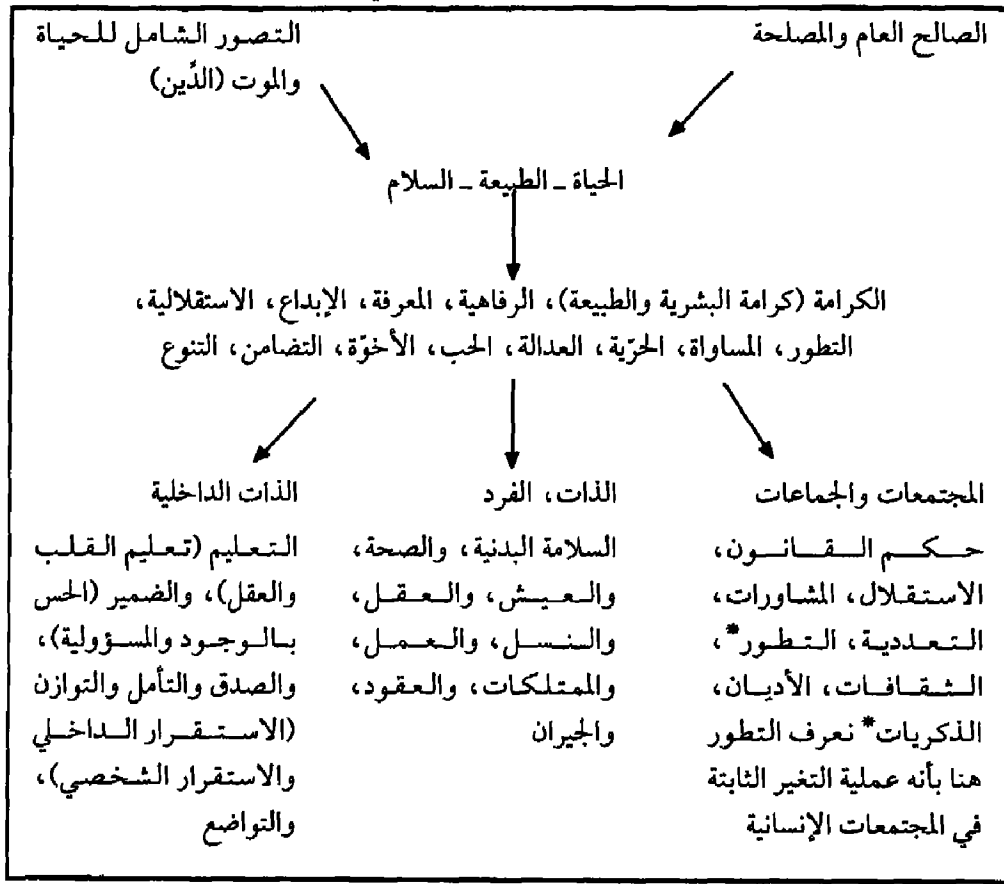 الصالح العام والمصلحة
التصور الشامل للحياة
والموت (الدِّين)
الحياة ـ الطبيعة ـ السلام
الكرامة (كرامة البشرية والطبيعة)، الرفاهية، المعرفة، الإبداع، الاستقلالية،
التطور، المساواة، الحرّية، العدالة، الحب، الأخوّة، التضامن، التنوع
المجتمعات والجماعات
حكم القانون،
الاستقلال، المشاورات،
التعددية، التطور*،
الثقافات، الأديان،
الذكريات* نعرف التطور
هنا بأنه عملية التغير الثابتة
في المجتمعات الإنسانية
الذات، الفرد
السلامة البدنية، والصحة،
والعيش، والعقل،
والنسل، والعمل،
والممتلكات، والعقود،
والجيران
الذات الداخلية
التعليم (تعليم القلب
والعقل)، والضمير (الحس
بالوجود والمسؤولية)،
والصدق والتأمل والتوازن
(الاستقرار الداخلي
والاستقرار الشخصي)،
والتواضع